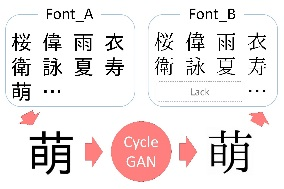 Font_A
桜 偉 雨 衣
衛 詠 夏 寿
萌 …
Font_B
桜 偉 雨 衣
衛 詠 夏 寿
Lack …
萌
Cycle
GAN
萌